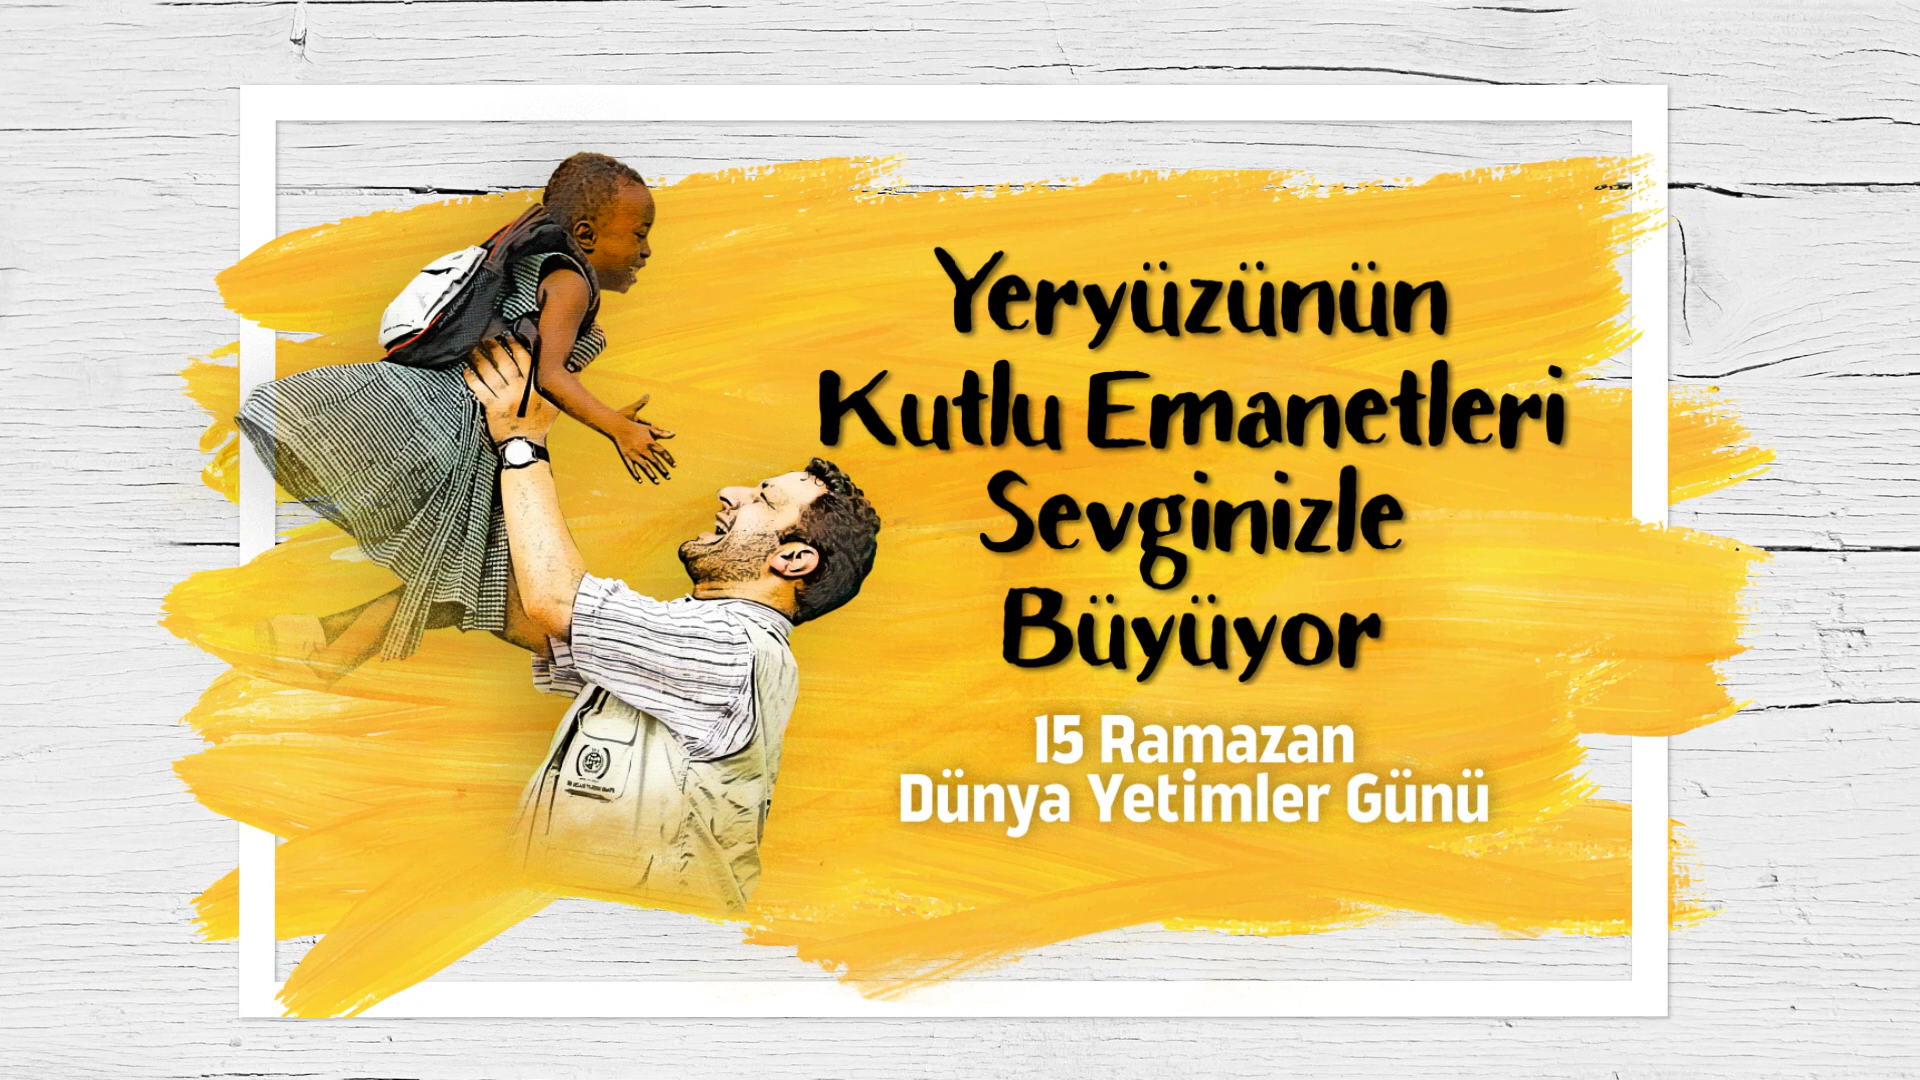 Yeryüzünün
Kutlu Emanetleri
Sevginizle
Büyüyor
15 Ramazan
Dünya Yetimler Günü